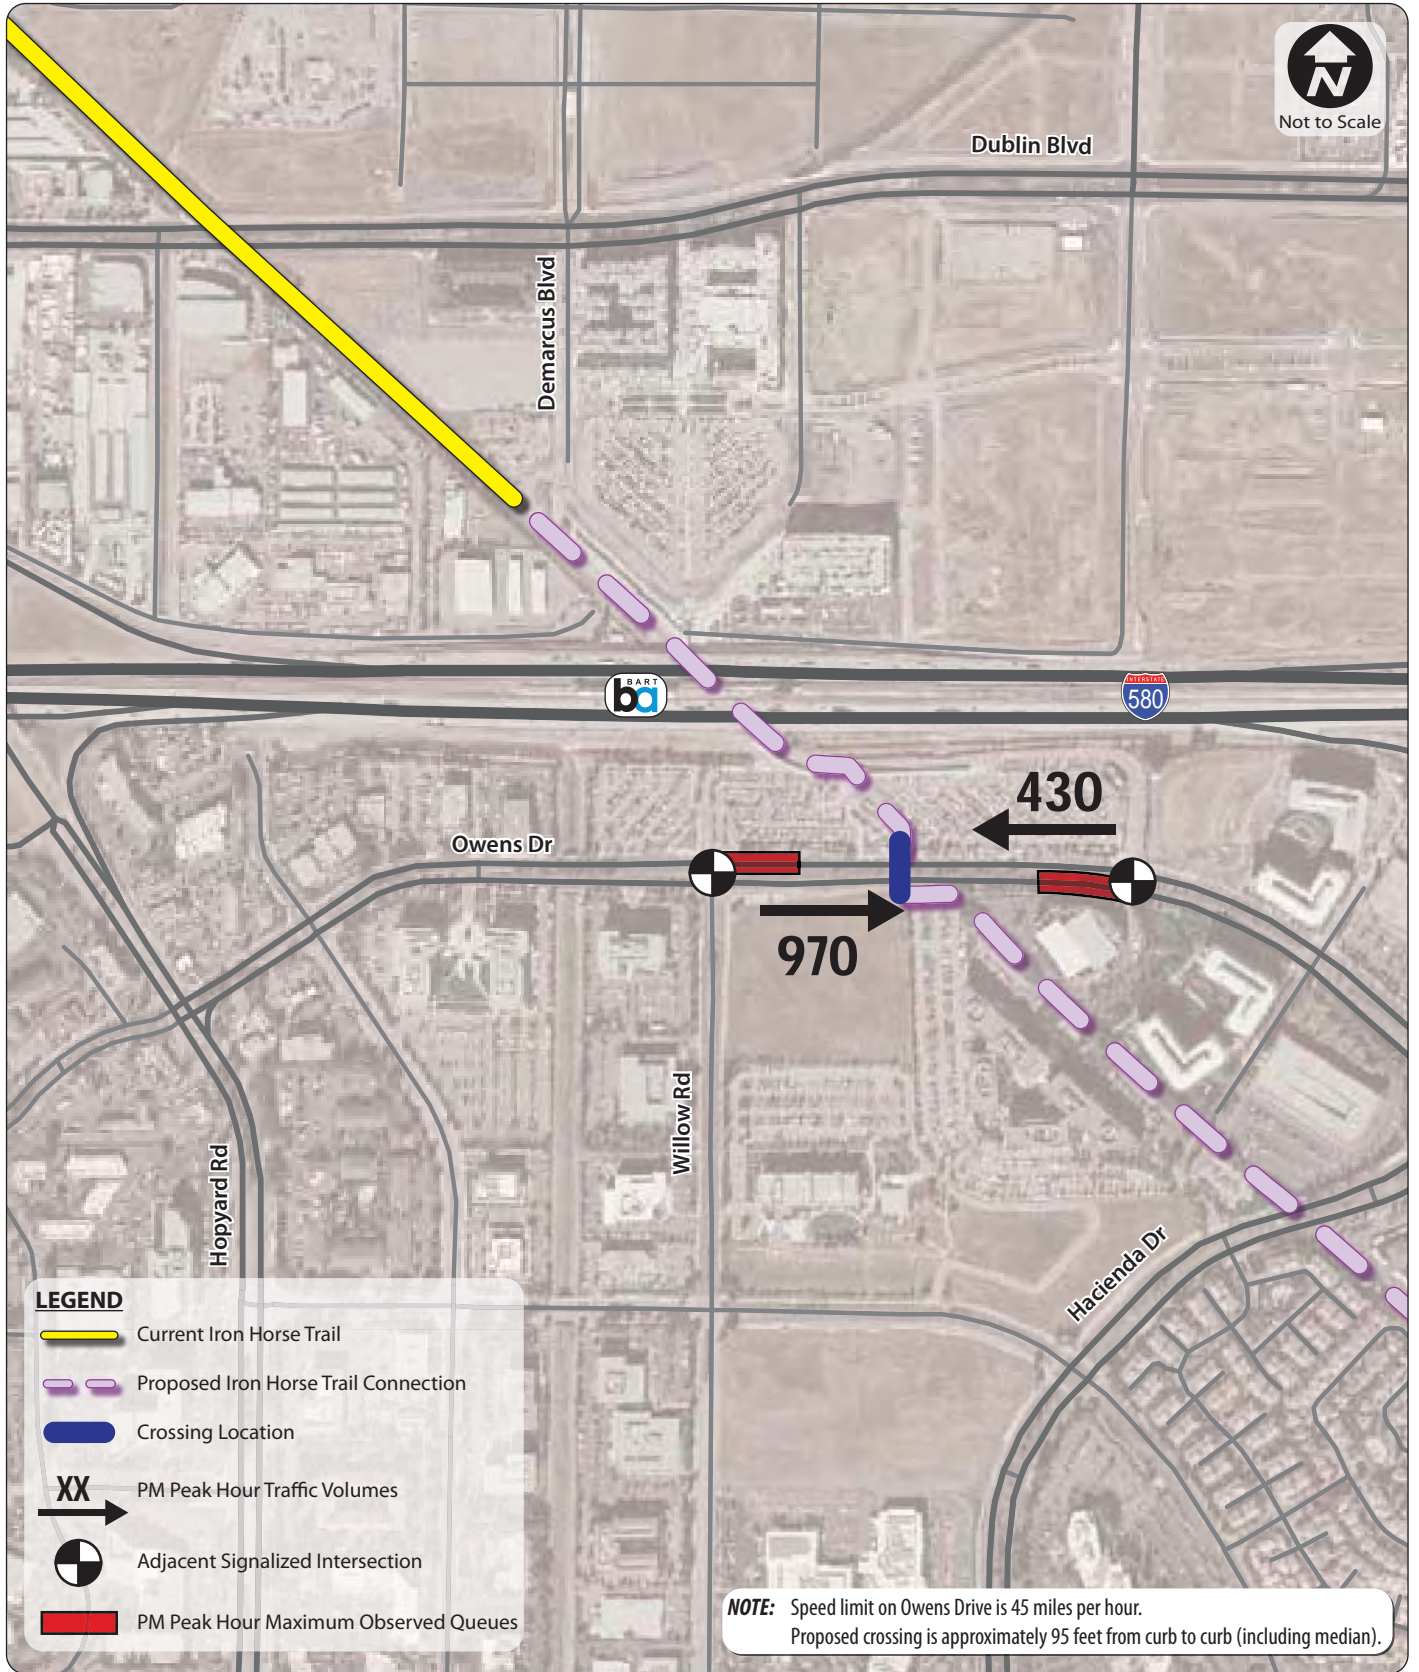 N
Not to Scale
Dublin Blvd
Demarcus Blvd
BART
ba
INTERSTATE
580
430
Owens Dr
970
Willow Rd
Hopyard Rd
Hacienda Dr
LEGEND
Current Iron Horse Trail
Proposed Iron Horse Trail Connection
Crossing Location
XX
PM Peak Hour Traffic Volumes
Adjacent Signalized Intersection
PM Peak Hour Maximum Observed Queues
NOTE: Speed limit on Owens Drive is 45 miles per hour.
Proposed crossing is approximately 95 feet from curb to curb (including median).